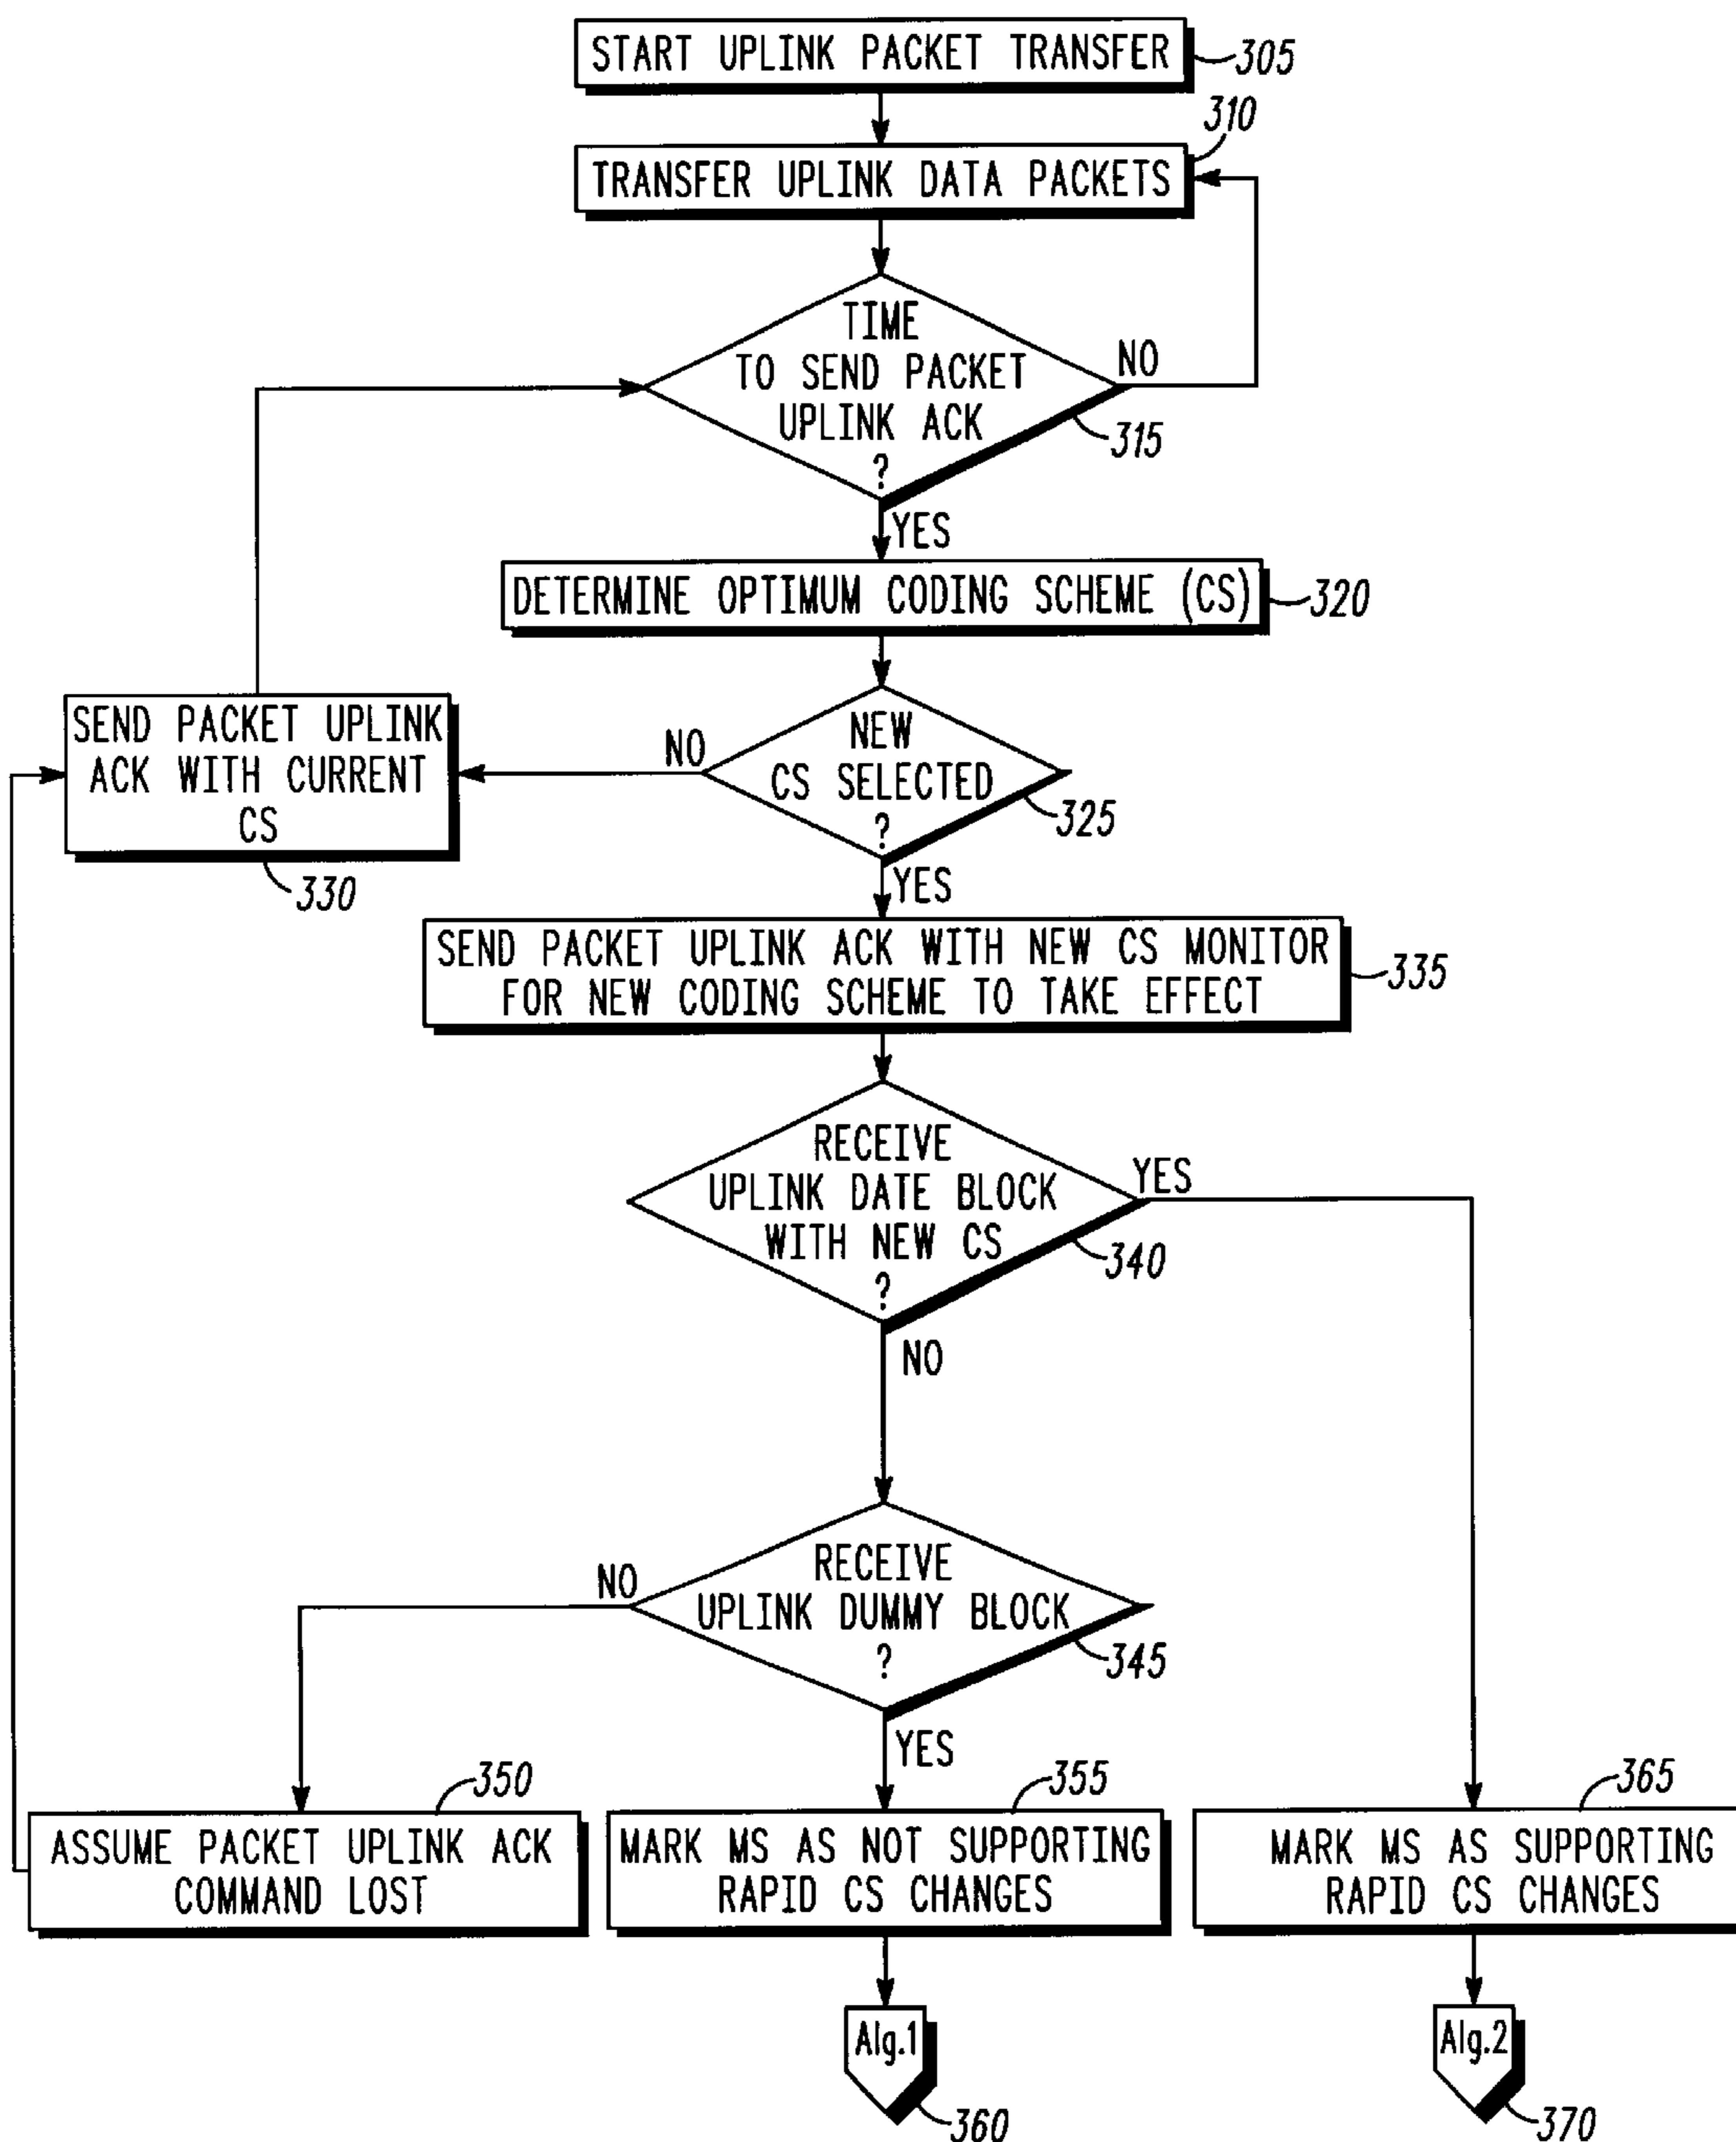 START UPLINK PACKET TRANSFER
305
310
TRANSFER UPLINK DATA PACKETS
TIME
TO SEND PACKET
UPLINK ACK
?
NO
315
YES
DETERMINE OPTIMUM CODING SCHEME (CS)
320
SEND PACKET UPLINK
ACK WITH CURRENT
CS
330
NO
NEW
CS SELECTED
?
325
YES
SEND PACKET UPLINK ACK WITH NEW CS MONITOR
FOR NEW CODING SCHEME TO TAKE EFFECT
335
RECEIVE
UPLINK DATE BLOCK
WITH NEW CS
?
YES
340
NO
NO
RECEIVE
UPLINK DUMMY BLOCK
?
345
YES
350
ASSUME PACKET UPLINK ACK
COMMAND LOST
355
MARK MS AS NOT SUPPORTING
RAPID CS CHANGES
365
MARK MS AS SUPPORTING
RAPID CS CHANGES
Alg.1
360
Alg.2
370